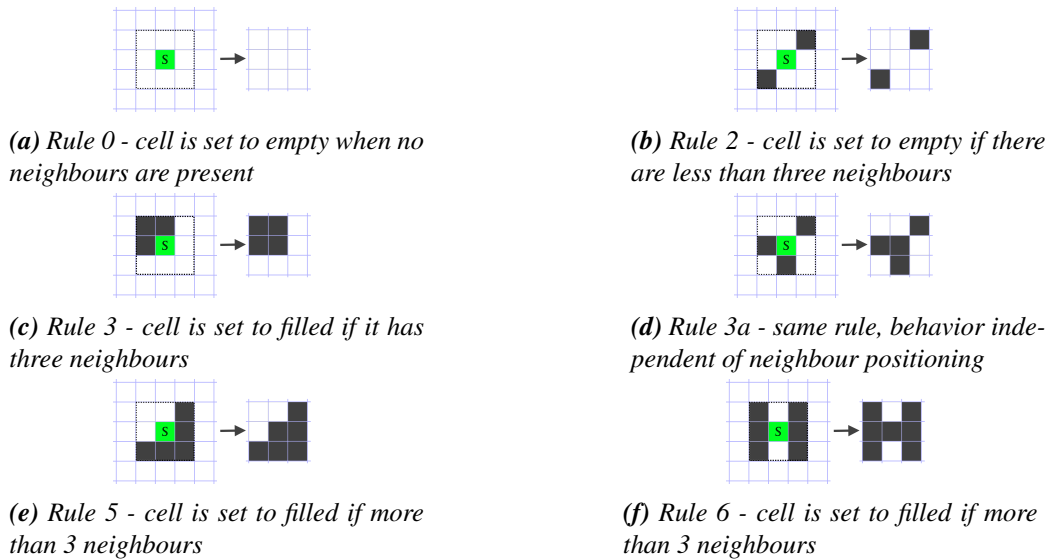 S
S
(a) Rule 0 - cell is set to empty when no
neighbours are present
(b) Rule 2 - cell is set to empty if there
are less than three neighbours
S
S
(c) Rule 3 - cell is set to filled if it has
three neighbours
(d) Rule 3a - same rule, behavior inde-
pendent of neighbour positioning
S
S
(e) Rule 5 - cell is set to filled if more
than 3 neighbours
(f) Rule 6 - cell is set to filled if more
than 3 neighbours